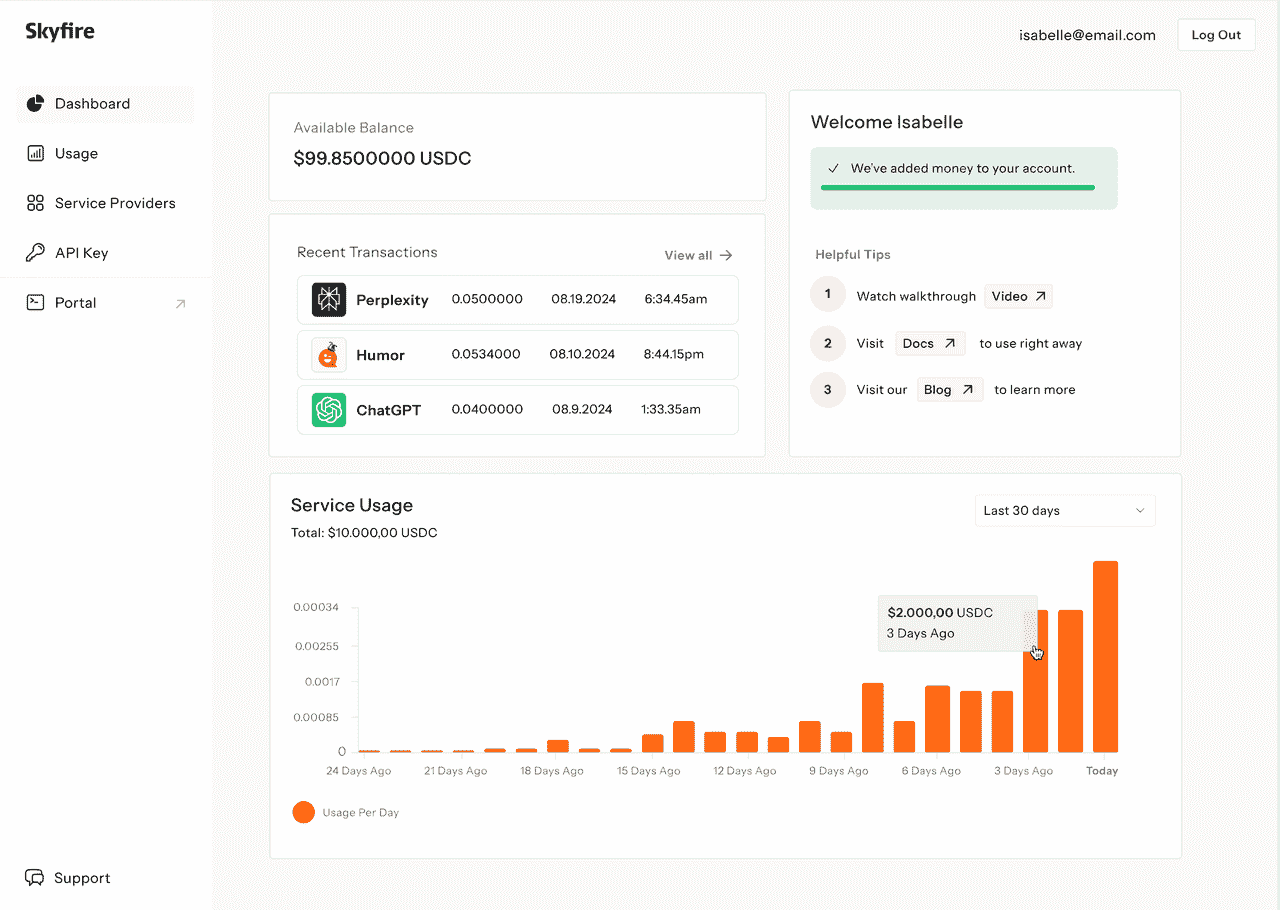 Skyfire
isabelle@email.com
Log Out
Dashboard
Usage
Service Providers
API Key
Portal
Support
Available Balance
$99.8500000 USDC
Recent Transactions
View all
Perplexity 0.0500000 08.19.2024 6:34.45am
Humor 0.0534000 08.10.2024 8:44.15pm
ChatGPT 0.0400000 08.9.2024 1:33.35am
Welcome Isabelle
We've added money to your account.
Helpful Tips
1 Watch walkthrough Video
2 Visit Docs to use right away
3 Visit our Blog to learn more
Service Usage
Total: $10.000,00 USDC
Last 30 days
$2.000,00 USDC
3 Days Ago
0.00034
0.00255
0.0017
0.00085
0
24 Days Ago 21 Days Ago 18 Days Ago 15 Days Ago 12 Days Ago 9 Days Ago 6 Days Ago 3 Days Ago Today
Usage Per Day